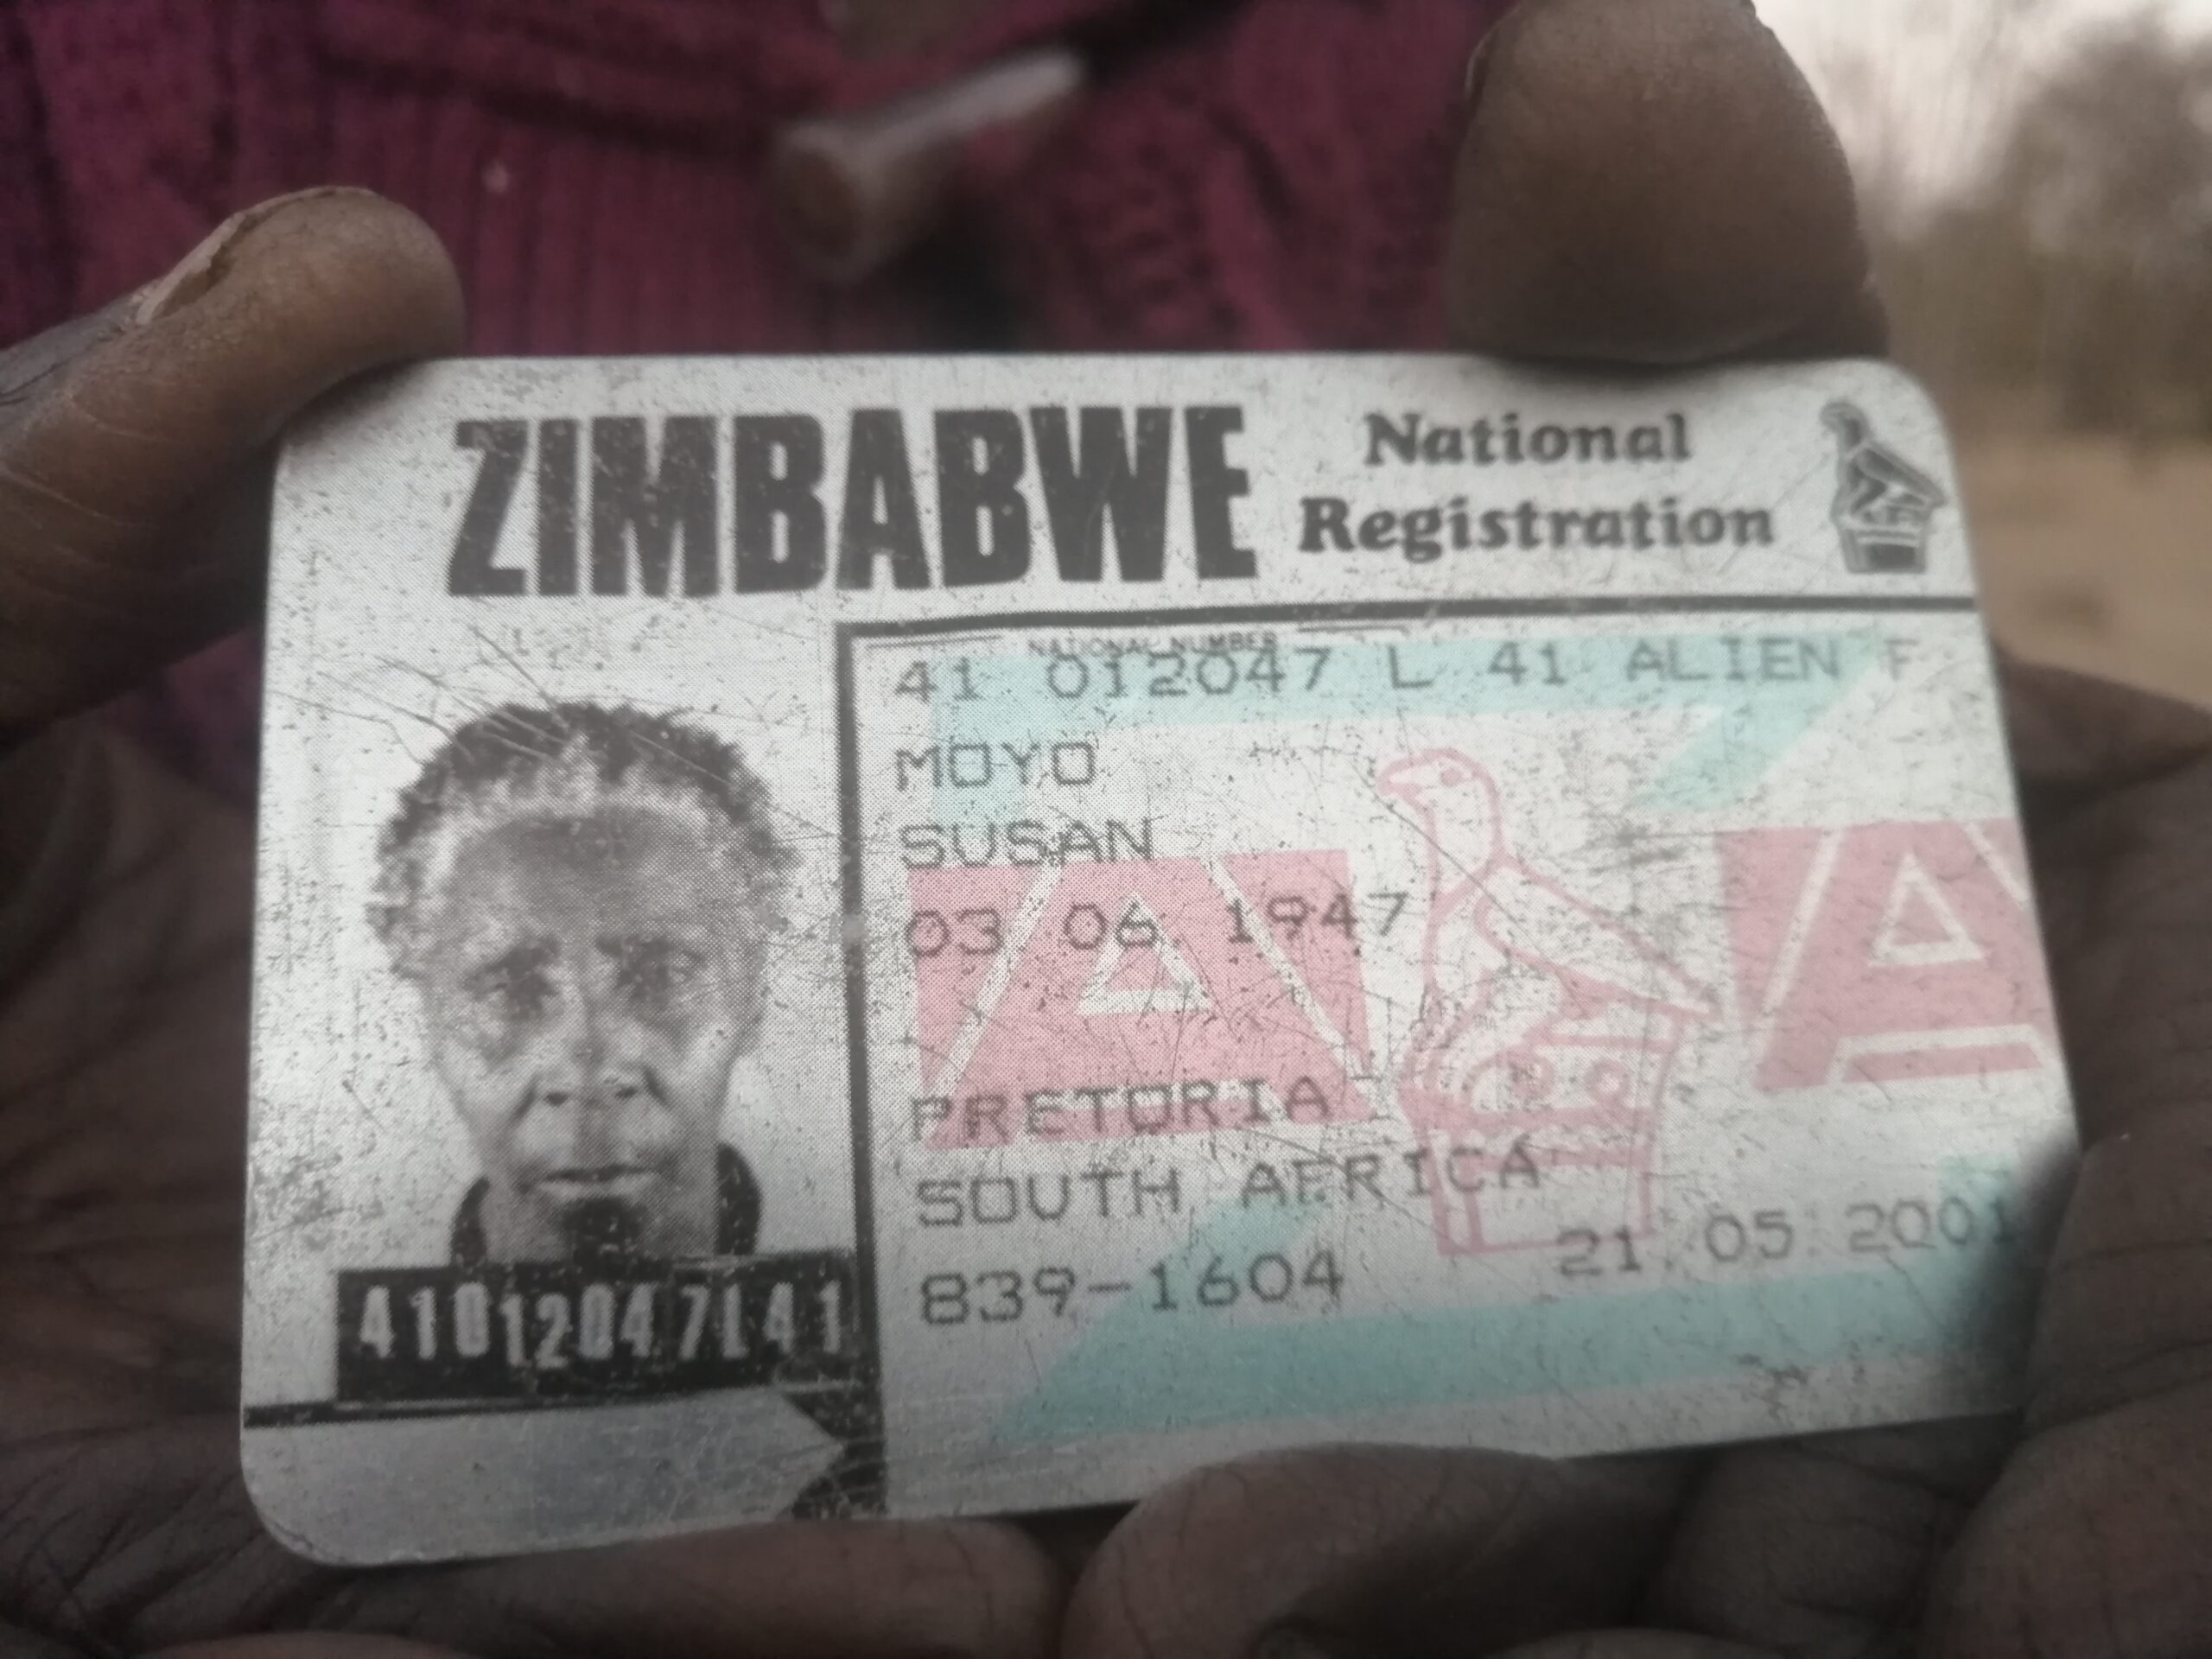 ZIMBABWE
National
Registration
NATIONAL NUMBER
41 012047 L 41 ALIEN F
MOYO
SUSAN
03 06 1947
PRETORIA
SOUTH AFRICA
839-1604
21 05 2001
41012047L41